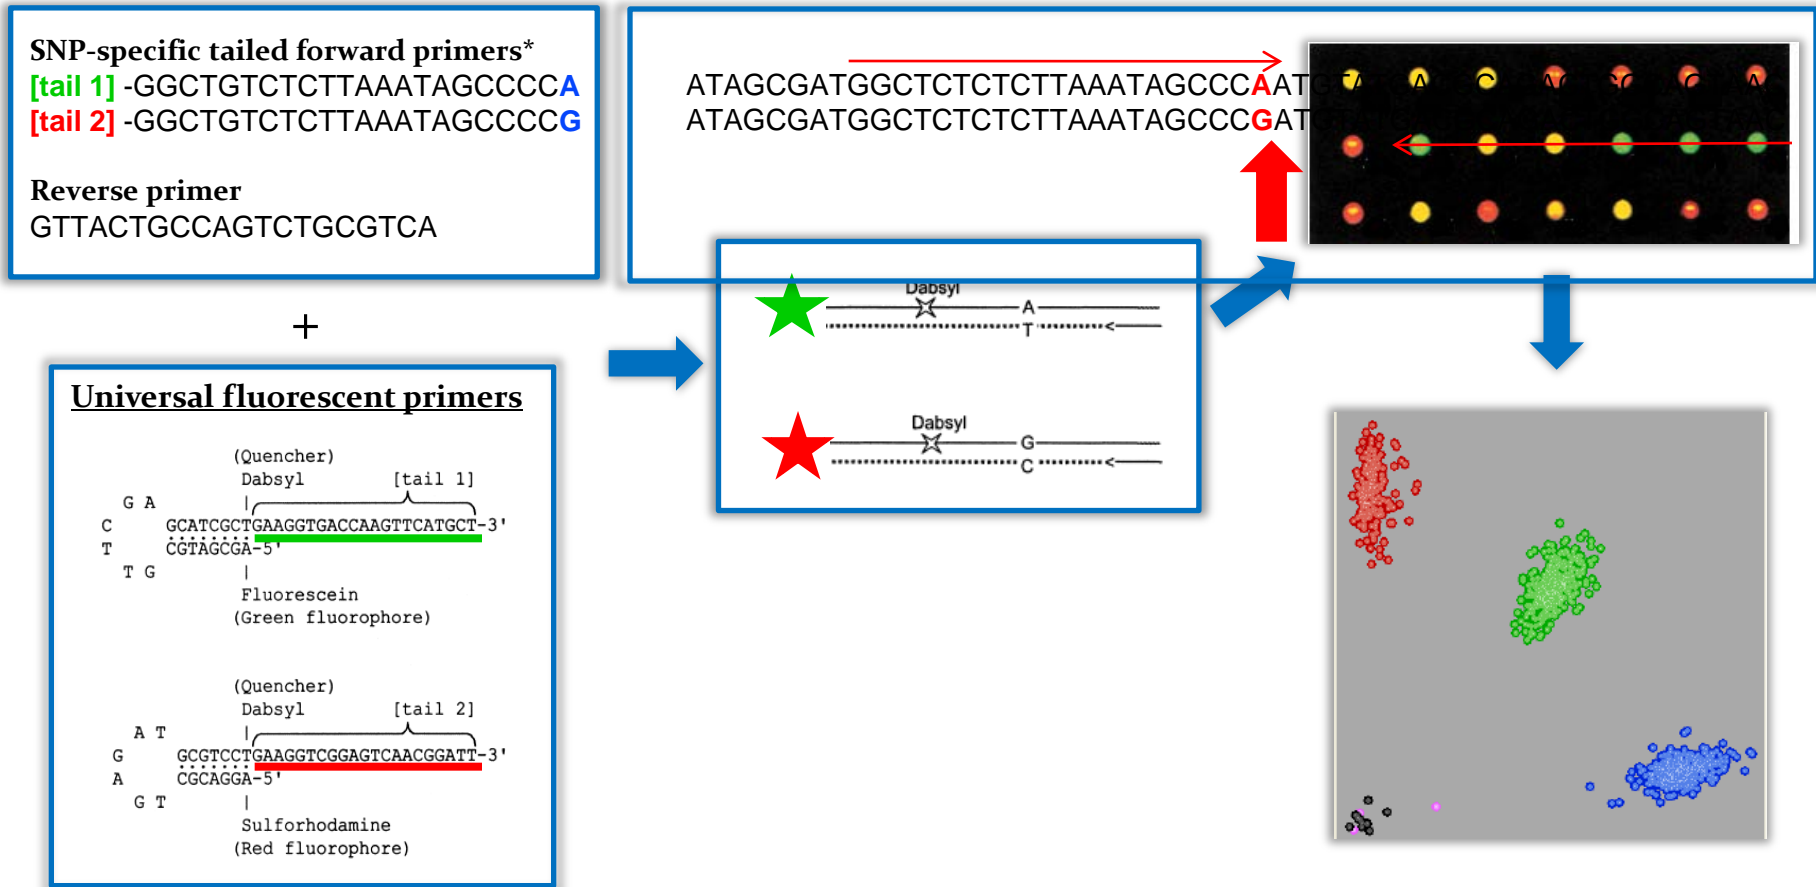 SNP-specific tailed forward primers*
[tail 1] -GGCTGTCTCTTAAATAGCCCCA
[tail 2] -GGCTGTCTCTTAAATAGCCCCG
Reverse primer
GTTACTGCCAGTCTGCGTCA
+
Universal fluorescent primers
(Quencher)
Dabsyl [tail 1]
G A
C GCATCGCTGAAGGTGACCAAGTTCATGCT-3'
T CGTAGCGA-5'
T G
Fluorescein
(Green fluorophore)
(Quencher)
Dabsyl [tail 2]
A T
G GCGTCCTGAAGGTCGGAGTCAACGGATT-3'
A CGCAGGA-5'
G T
Sulforhodamine
(Red fluorophore)
ATAGCGATGGCTCTCTCTTAAATAGCCCAATG
ATAGCGATGGCTCTCTCTTAAATAGCCCGAT
Dabsyl
A
T
Dabsyl
G
C